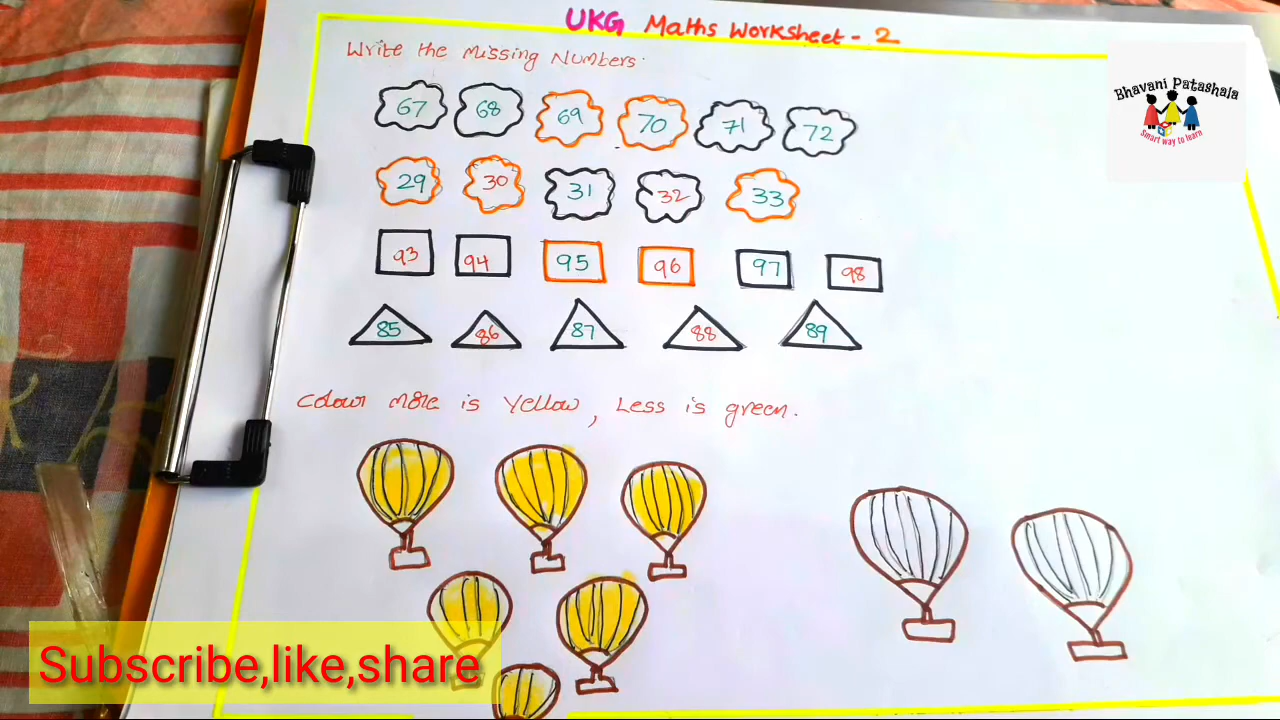 UKG Maths Worksheet - 2
Write the Missing Numbers.
Bhavani Patashala
Smart way to learn
67 68 69 70 71 72
29 30 31 32 33
93 94 95 96 97 98
85 86 87 88 89
Colour more is Yellow, Less is green.
Subscribe,like,share